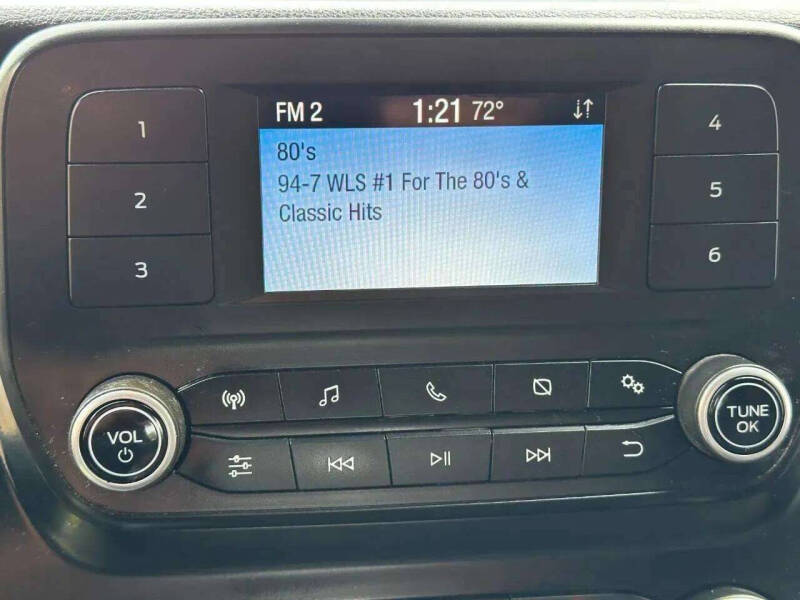 FM 2 1:21 72°
80's
94-7 WLS #1 For The 80's &
Classic Hits
1
2
3
4
5
6
VOL
TUNE
OK